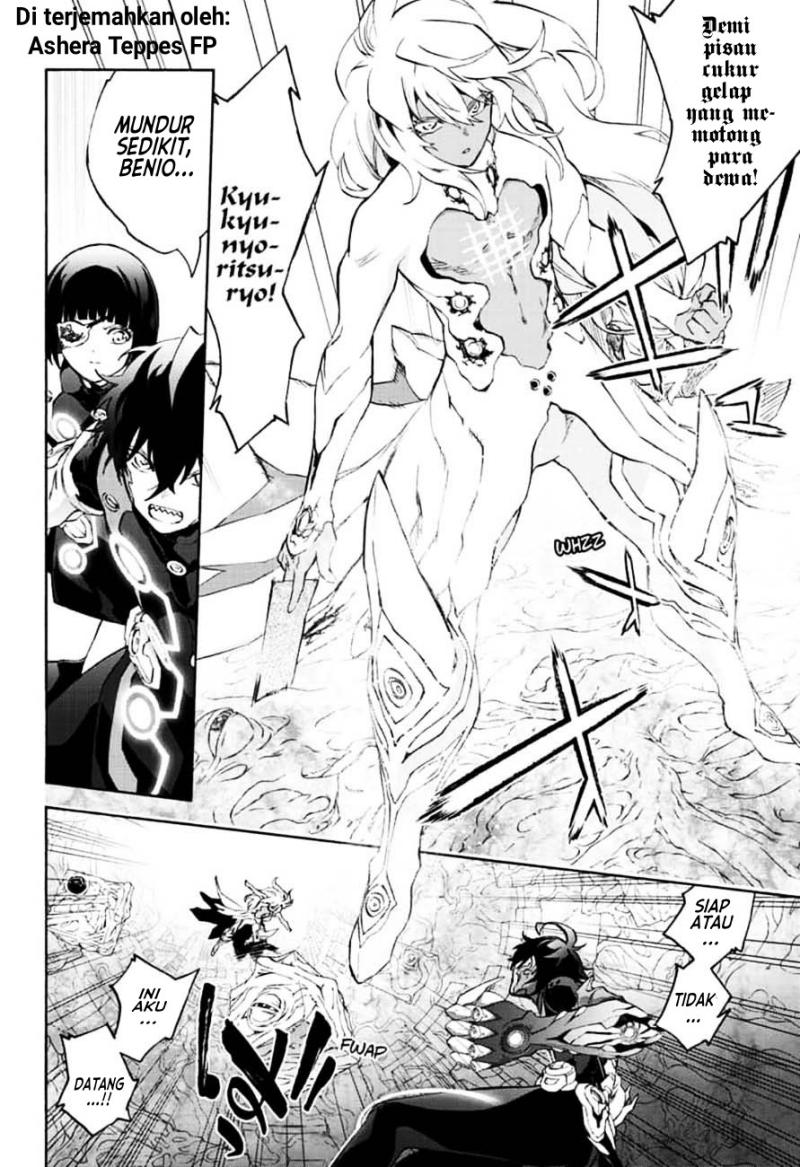 Di terjemahkan oleh:
Ashera Teppes FP
Demi
pisau
cukur
gelap
yang me-
motong
para
dewa!
Kyu-
kyu-
nyo-
ritsu-
ryo!
MUNDUR
SEDIKIT,
BENIO...
WHZZ
SIAP ATAU
...
TIDAK
...
FWAP
INI
AKU
...
DATANG
...!!